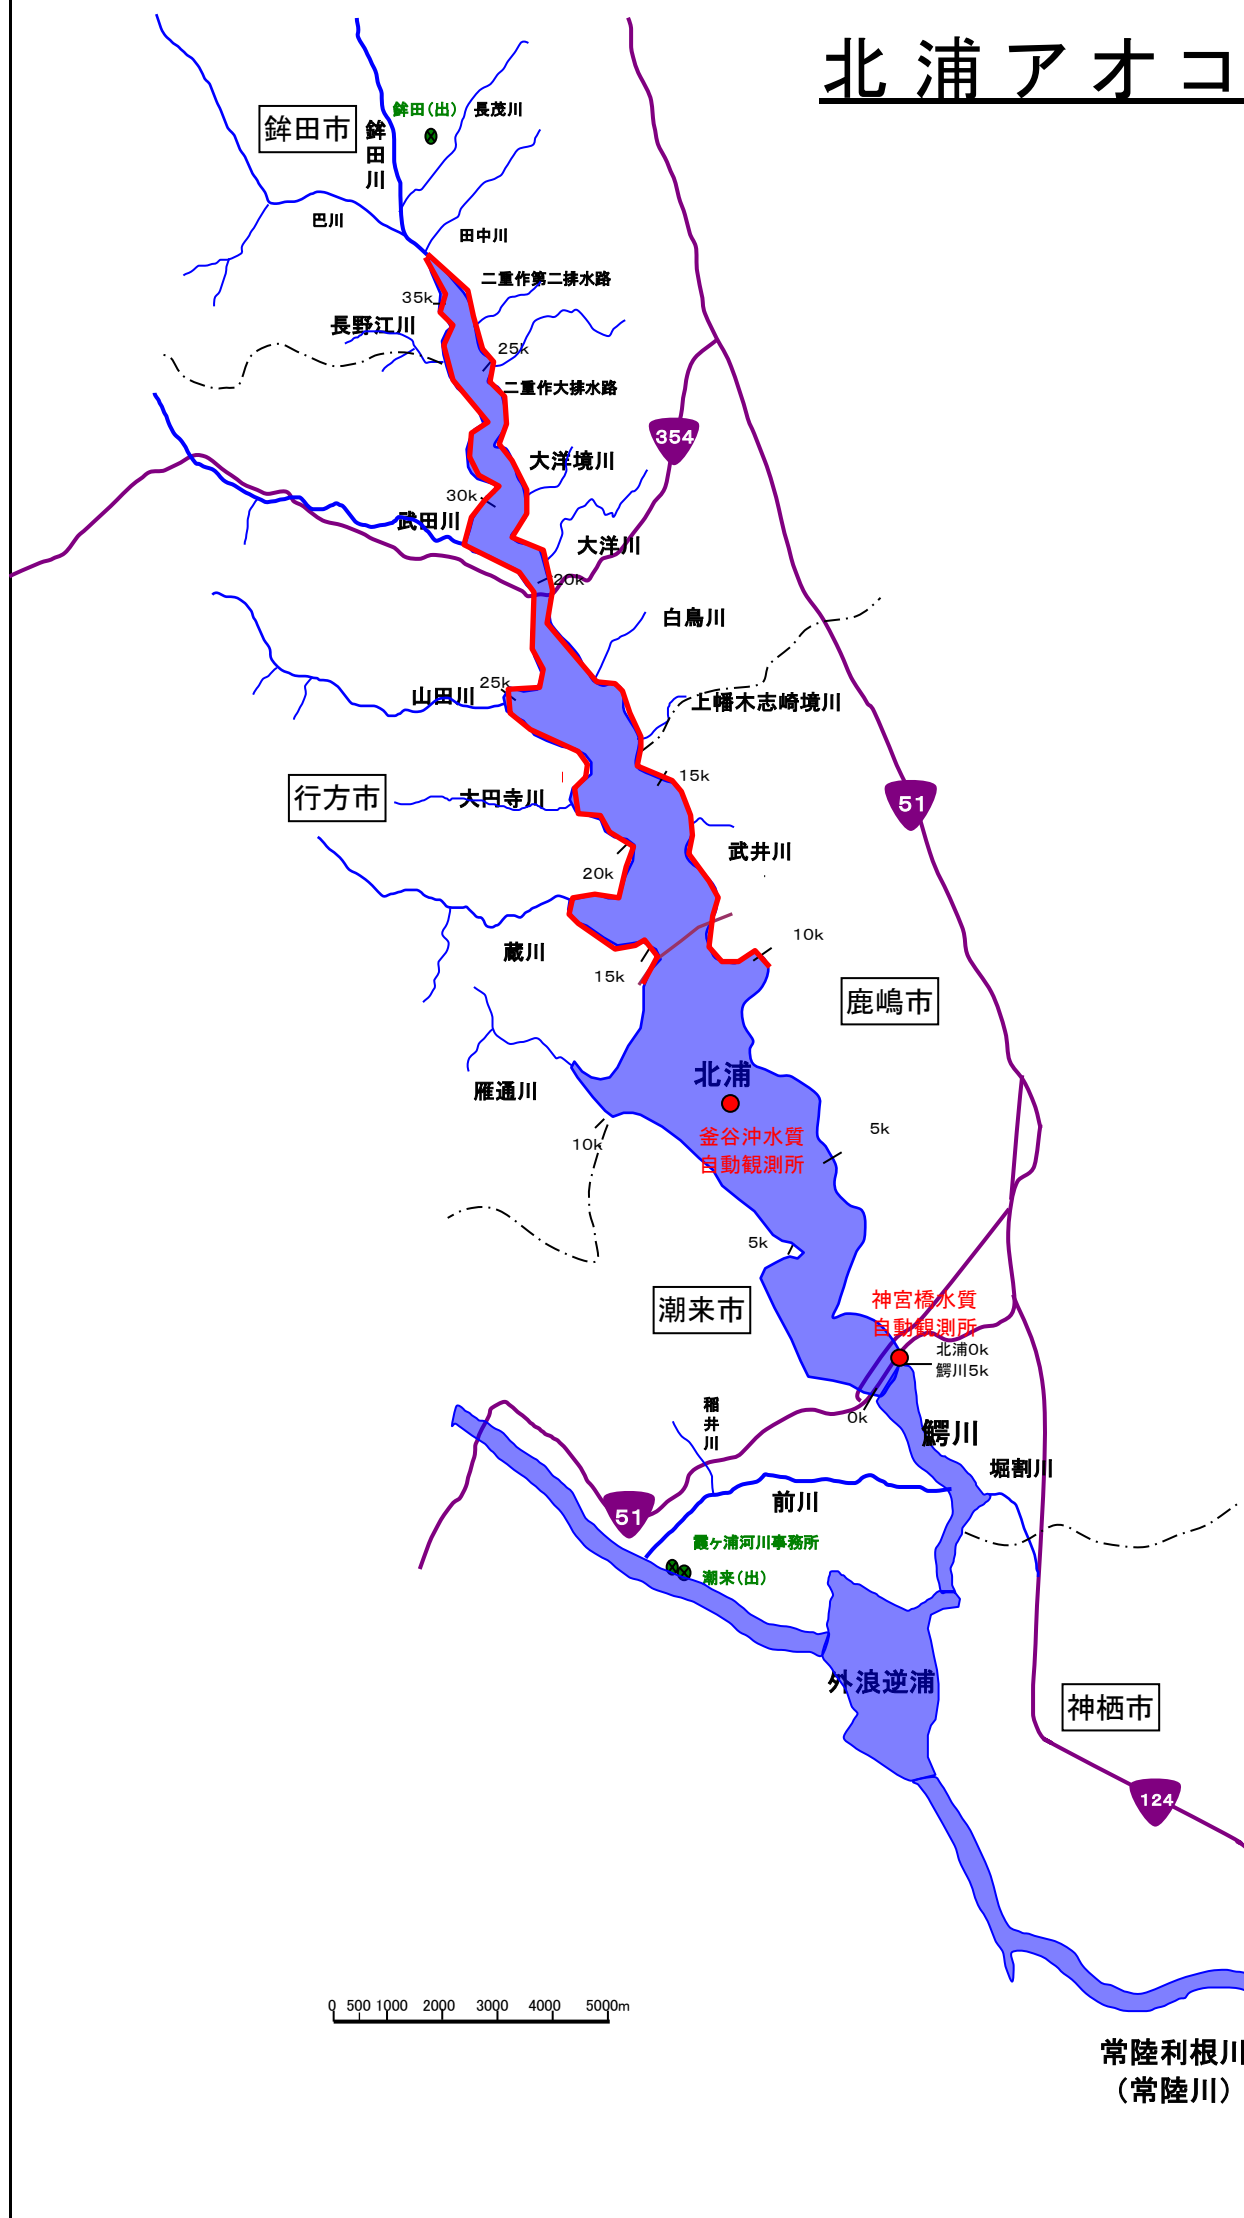 北浦アオコ
鉾田(出)
長茂川
鉾田市
鉾田川
巴川
田中川
二重作第二排水路
35k
長野江川
25k
二重作大排水路
354
大洋境川
30k
武田川
大洋川
20k
白鳥川
25k
山田川
上幡木志崎境川
15k
行方市
大円寺川
51
武井川
20k
10k
蔵川
15k
鹿嶋市
北浦
雁通川
釜谷沖水質
自動観測所
5k
10k
5k
潮来市
神宮橋水質
自動観測所
北浦0k
鰐川5k
稲井川
0k
鰐川
堀割川
前川
51
霞ヶ浦河川事務所
潮来(出)
外浪逆浦
神栖市
124
0 500 1000 2000 3000 4000 5000m
常陸利根川
(常陸川)